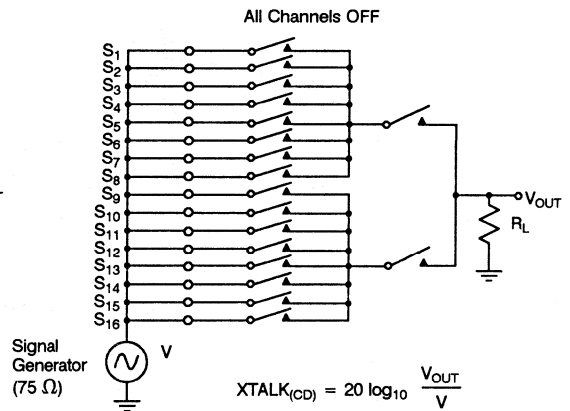 All Channels OFF
S1
S2
S3
S4
S5
S6
S7
S8
S9
S10
S11
S12
S13
S14
S15
S16
VOUT
RL
Signal
Generator
(75 Ω)
V
XTALK(CD) = 20 log10 VOUT / V